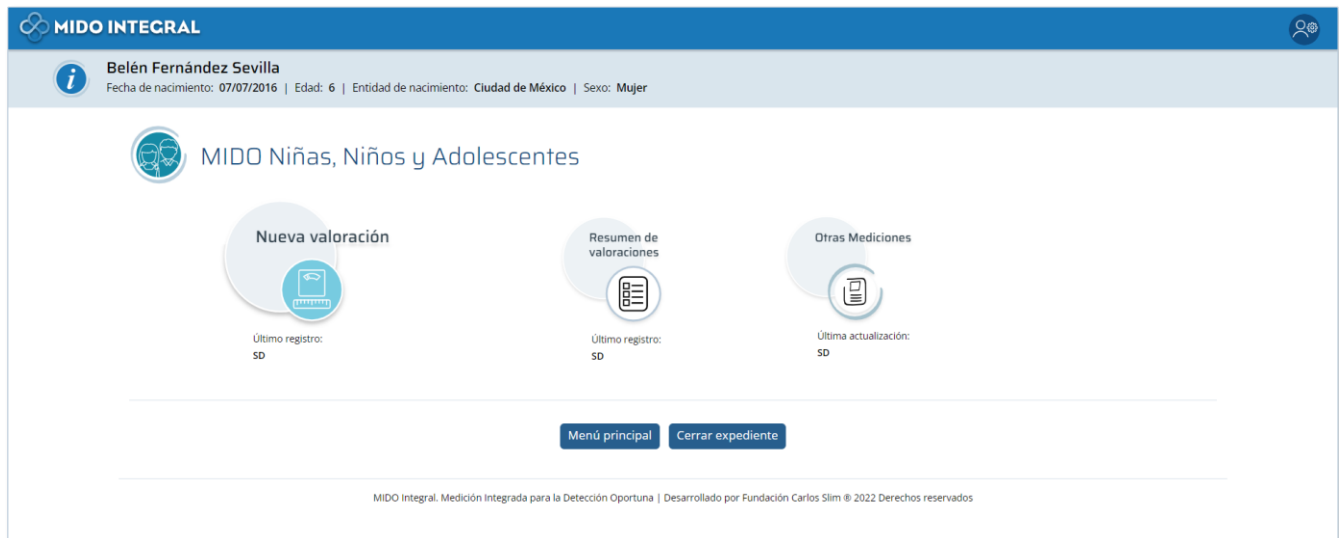 MIDO INTEGRAL
Belén Fernández Sevilla
Fecha de nacimiento: 07/07/2016 | Edad: 6 | Entidad de nacimiento: Ciudad de México | Sexo: Mujer
MIDO Niñas, Niños y Adolescentes
Nueva valoración
Último registro:
SD
Resumen de
valoraciones
Último registro:
SD
Otras Mediciones
Última actualización:
SD
Menú principal
Cerrar expediente
MIDO Integral. Medición Integrada para la Detección Oportuna | Desarrollado por Fundación Carlos Slim ® 2022 Derechos reservados